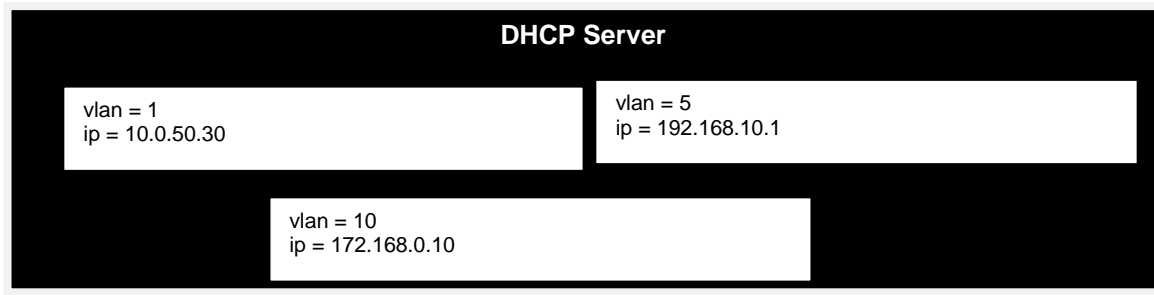 DHCP Server
vlan = 1
ip = 10.0.50.30
vlan = 5
ip = 192.168.10.1
vlan = 10
ip = 172.168.0.10